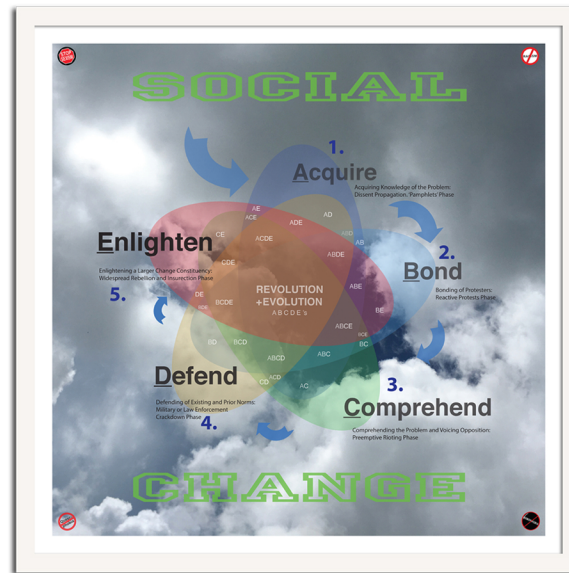 SOCIAL
1.
Acquire
Acquiring Knowledge of the Problem:
Dissent Propagation, 'Pamphlets' Phase
2.
Bond
Bonding of Protesters:
Reactive Protests Phase
3.
Comprehend
Comprehending the Problem and Voicing Opposition:
Preemptive Rioting Phase
Defend
Defending of Existing and Prior Norms:
Military or Law Enforcement
Crackdown Phase
4.
Enlighten
Enlightening a Larger Change Constituency:
Widespread Rebellion and Insurrection Phase
5.
AE
ACE
ADE
AD
CE
ACDE
ABD
AB
CDE
ABDE
DE
BCDE
ABE
BE
REVOLUTION
+EVOLUTION
ABCDE's
ABCE
BC
BD
BCD
ABCD
ABC
ACD
CD
AC
CHANGE